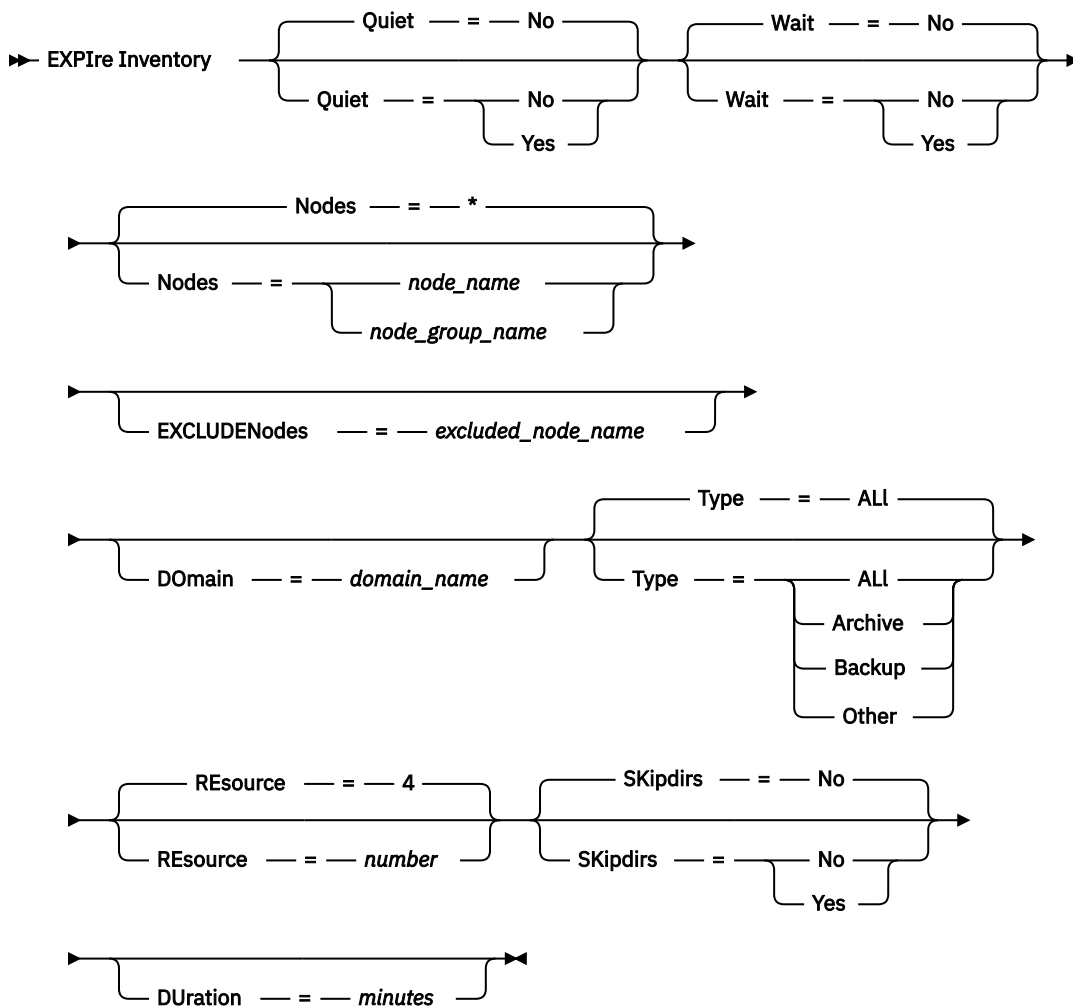 Quiet = No Wait = No
EXPIre Inventory
Quiet = No Wait = No
Yes Yes
Nodes = *
Nodes = node_name
node_group_name
EXCLUDENodes = excluded_node_name
Type = ALl
DOmain = domain_name Type = ALl
Archive
Backup
Other
REsource = 4 SKipdirs = No
REsource = number SKipdirs = No
Yes
DUration = minutes